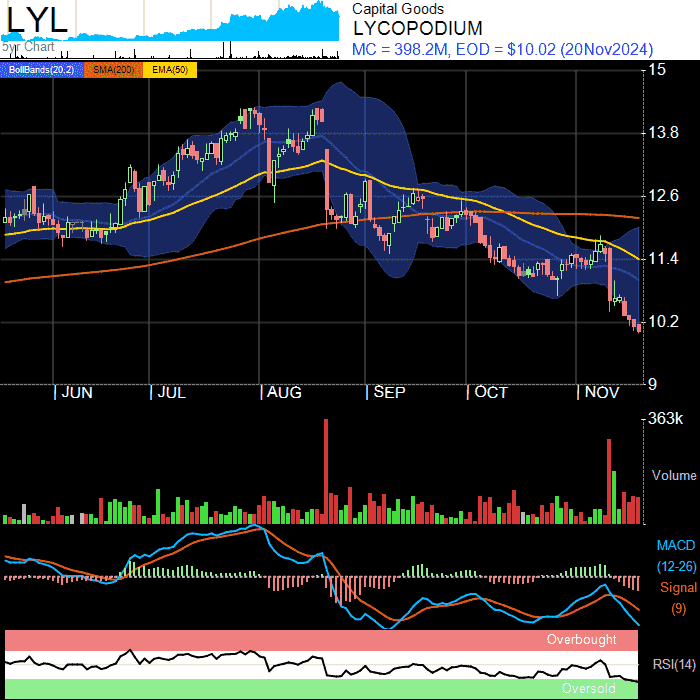 LYL
5yr Chart
Capital Goods
LYCOPODIUM
MC = 398.2M, EOD = $10.02 (20Nov2024)
BollBands(20,2) SMA(200) EMA(50)
15
13.8
12.6
11.4
10.2
9
JUN JUL AUG SEP OCT NOV
363k
Volume
MACD
(12-26)
Signal
(9)
Overbought
RSI(14)
Oversold